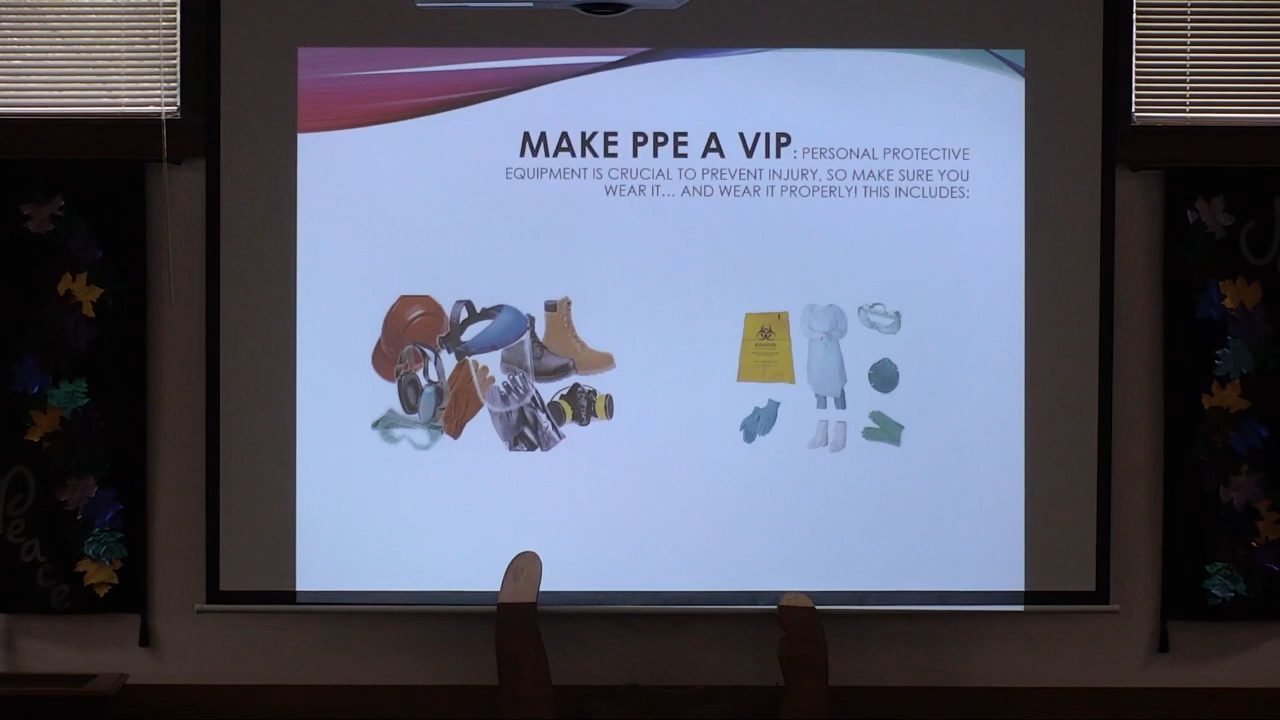 MAKE PPE A VIP: PERSONAL PROTECTIVE
EQUIPMENT IS CRUCIAL TO PREVENT INJURY, SO MAKE SURE YOU
WEAR IT... AND WEAR IT PROPERLY! THIS INCLUDES:
Peace